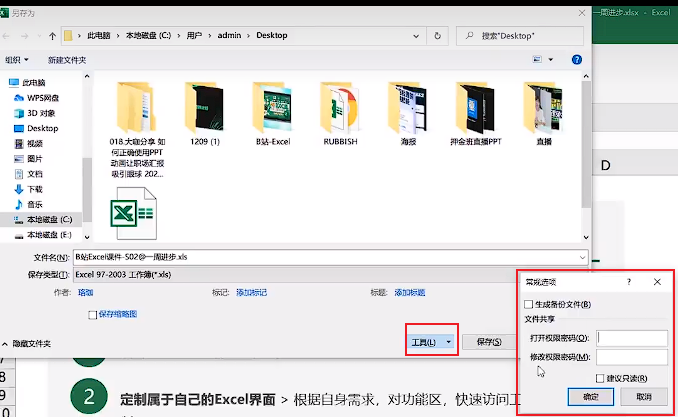 另存为
一周进步.xlsx - Excel
此电脑 > 本地磁盘 (C:) > 用户 > admin > Desktop
搜索"Desktop"
组织
新建文件夹
此电脑
WPS网盘
3D 对象
Desktop
视频
图片
文档
下载
音乐
本地磁盘 (C:)
本地磁盘 (E:)
018.大咖分享 如
何正确使用PPT
动画让职场汇报
吸引眼球 202...
1209 (1)
B站-Excel
RUBBISH
海报
押金班直播PPT
直播
D
文件名(N):
B站Excel课件-S02@一周进步.xls
保存类型(T):
Excel 97-2003 工作簿(*.xls)
作者: 珞珈
标记: 添加标记
标题: 添加标题
保存缩略图
隐藏文件夹
工具(L)
保存(S)
常规选项
? ×
生成备份文件(B)
文件共享
打开权限密码(O):
修改权限密码(M):
建议只读(R)
确定
取消
8
9
10
2
定制属于自己的Excel界面 > 根据自身需求，对功能区，快速访问工